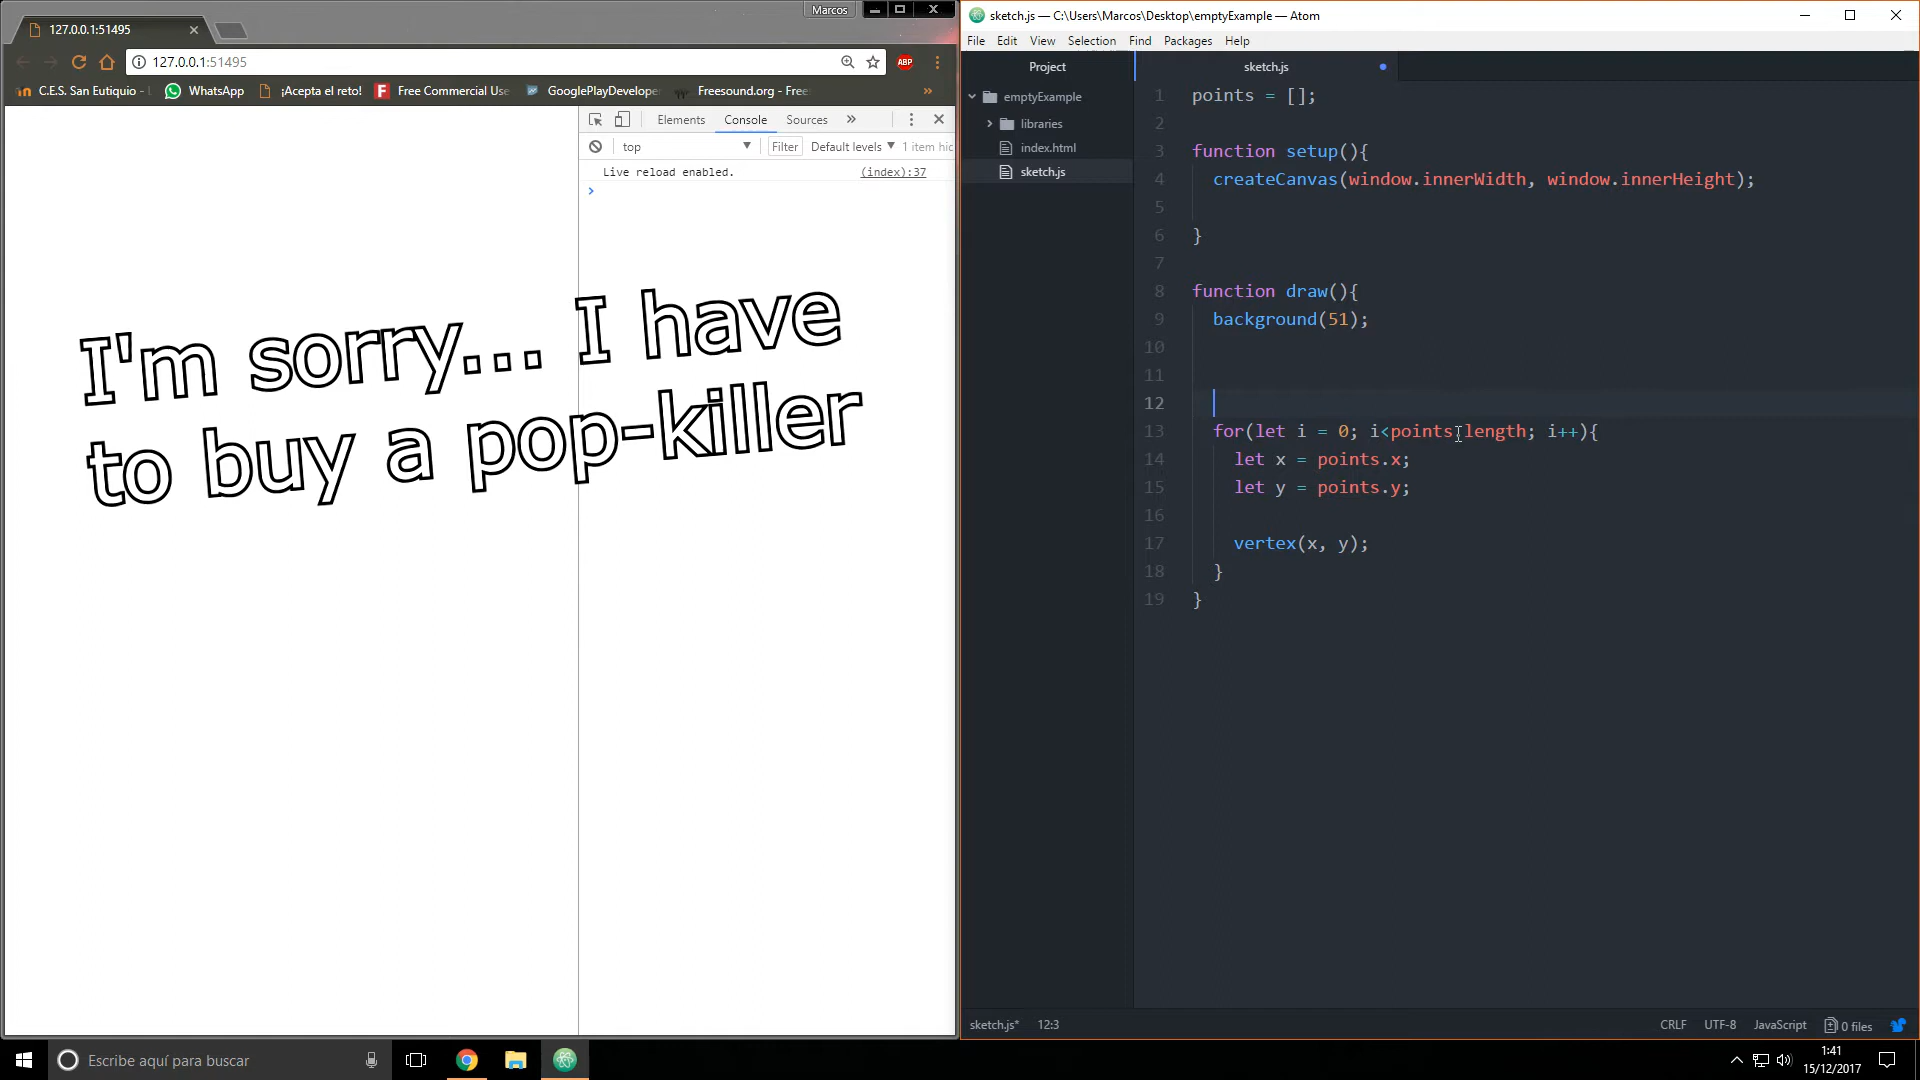 Marcos
127.0.0.1:51495
127.0.0.1:51495
ABP
C.E.S. San Eutiquio -
WhatsApp
¡Acepta el reto!
Free Commercial Use
GooglePlayDeveloper
Freesound.org - Free
»
Elements Console Sources »
top Filter Default levels 1 item hid
Live reload enabled. (index):37
I'm sorry... I have
to buy a pop-killer
sketch.js — C:\Users\Marcos\Desktop\emptyExample — Atom
File Edit View Selection Find Packages Help
Project
emptyExample
libraries
index.html
sketch.js
sketch.js
1 points = [];
2
3 function setup(){
4 createCanvas(window.innerWidth, window.innerHeight);
5
6 }
7
8 function draw(){
9 background(51);
10
11
12
13 for(let i = 0; i<points.length; i++){
14 let x = points.x;
15 let y = points.y;
16
17 vertex(x, y);
18 }
19 }
sketch.js* 12:3 CRLF UTF-8 JavaScript 0 files
Escribe aquí para buscar
1:41
15/12/2017